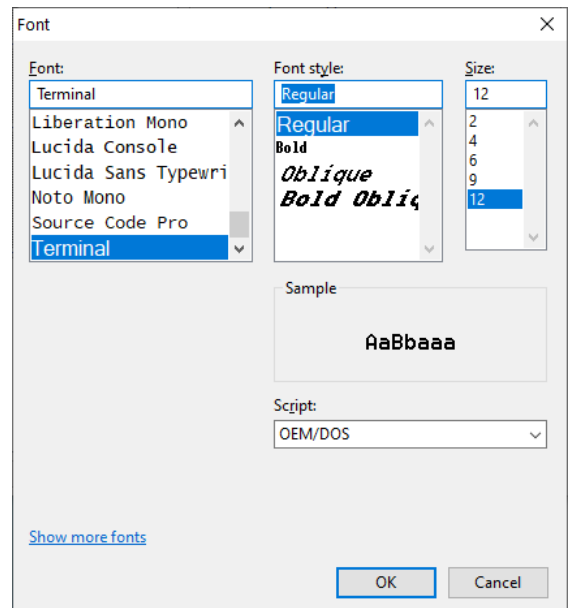 Font
Font:
Terminal
Liberation Mono
Lucida Console
Lucida Sans Typewri
Noto Mono
Source Code Pro
Terminal
Font style:
Regular
Regular
Bold
Oblique
Bold Obliq
Size:
12
2
4
6
9
12
Sample
AaBbaaa
Script:
OEM/DOS
Show more fonts
OK
Cancel